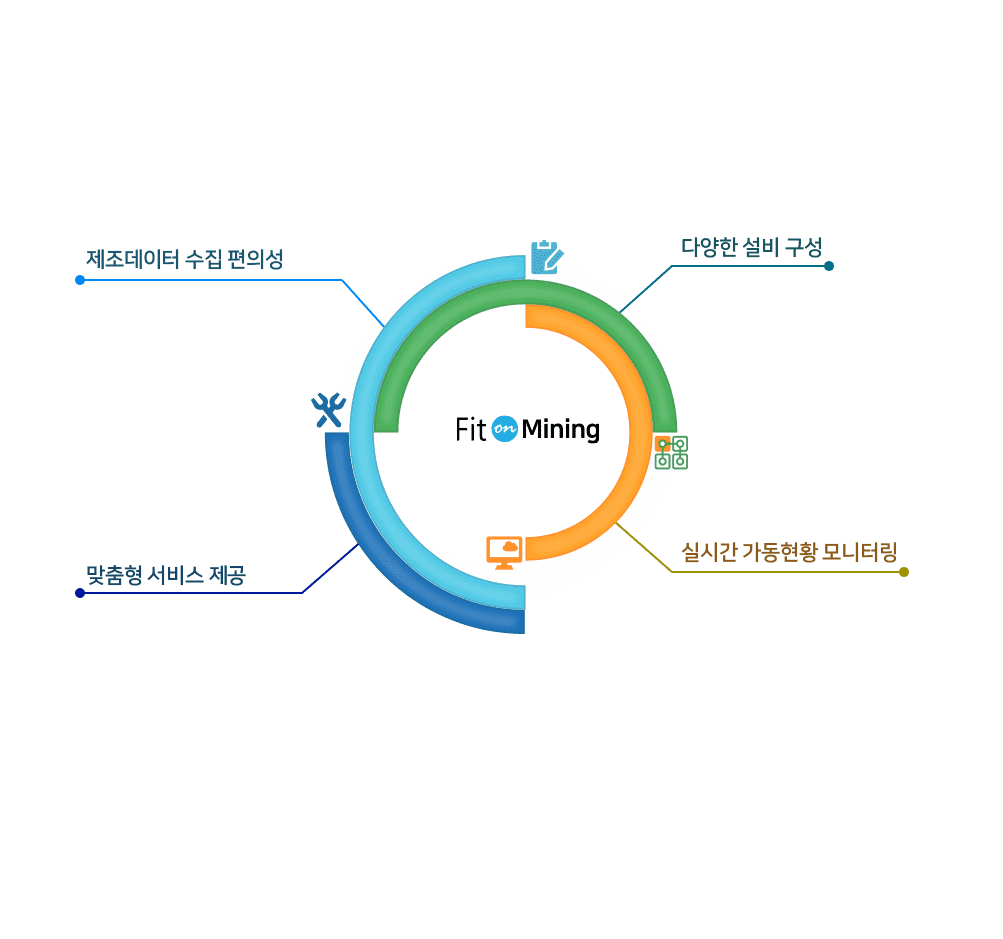 다양한 설비 구성
제조데이터 수집 편의성
Fit on Mining
실시간 가동현황 모니터링
맞춤형 서비스 제공